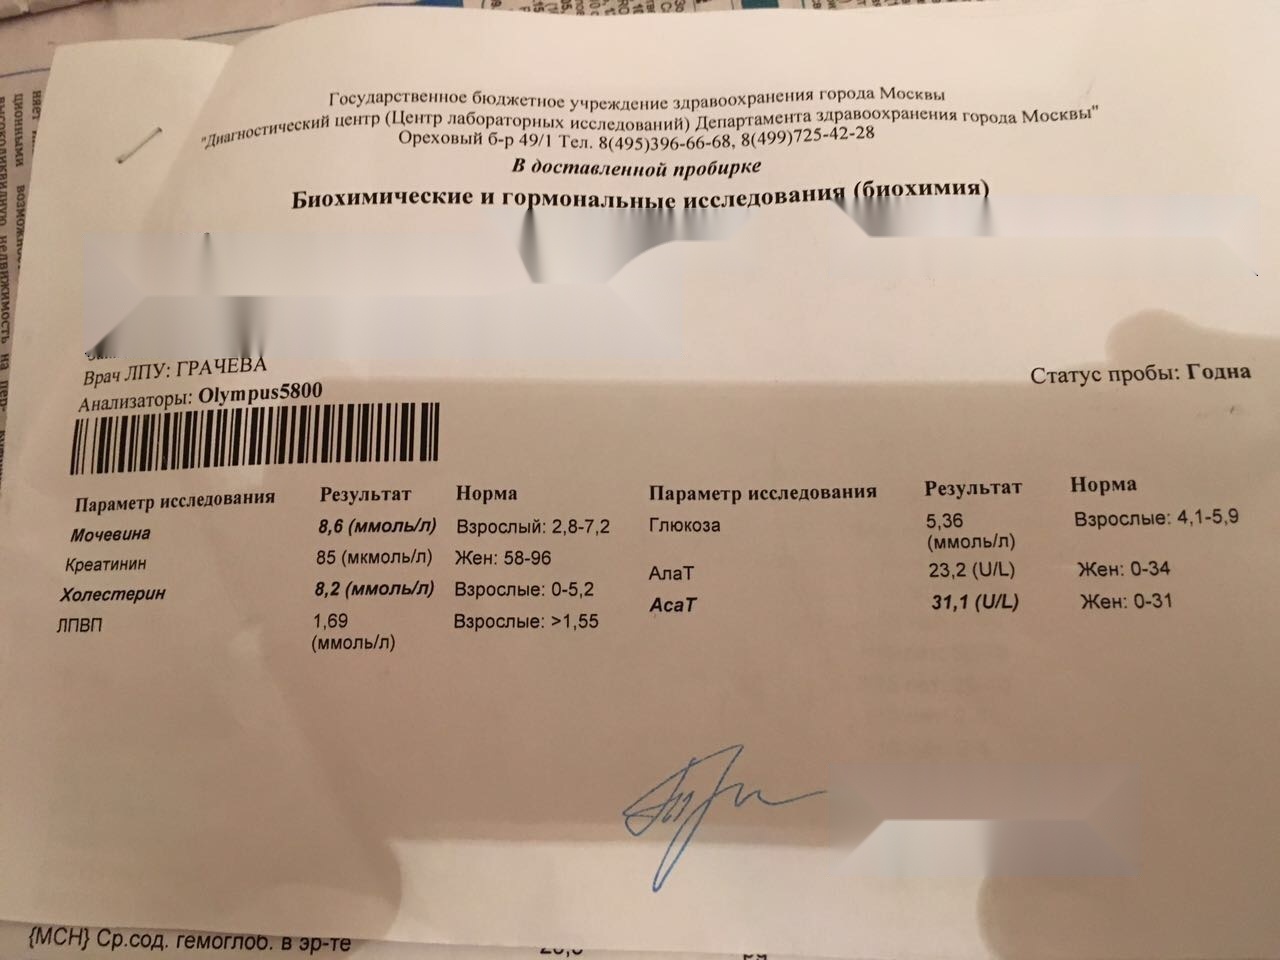 Государственное бюджетное учреждение здравоохранения города Москвы
"Диагностический центр (Центр лабораторных исследований) Департамента здравоохранения города Москвы"
Ореховый б-р 49/1 Тел. 8(495)396-66-68, 8(499)725-42-28
В доставленной пробирке
Биохимические и гормональные исследования (биохимия)
Врач ЛПУ: ГРАЧЕВА
Статус пробы: Годна
Анализаторы: Olympus5800
Параметр исследования Результат Норма Параметр исследования Результат Норма
Мочевина 8,6 (ммоль/л) Взрослый: 2,8-7,2 Глюкоза 5,36 (ммоль/л) Взрослые: 4,1-5,9
Креатинин 85 (мкмоль/л) Жен: 58-96 АлаТ 23,2 (U/L) Жен: 0-34
Холестерин 8,2 (ммоль/л) Взрослые: 0-5,2 АсаТ 31,1 (U/L) Жен: 0-31
ЛПВП 1,69 (ммоль/л) Взрослые: >1,55
{МСН} Ср.сод. гемоглоб. в эр-те